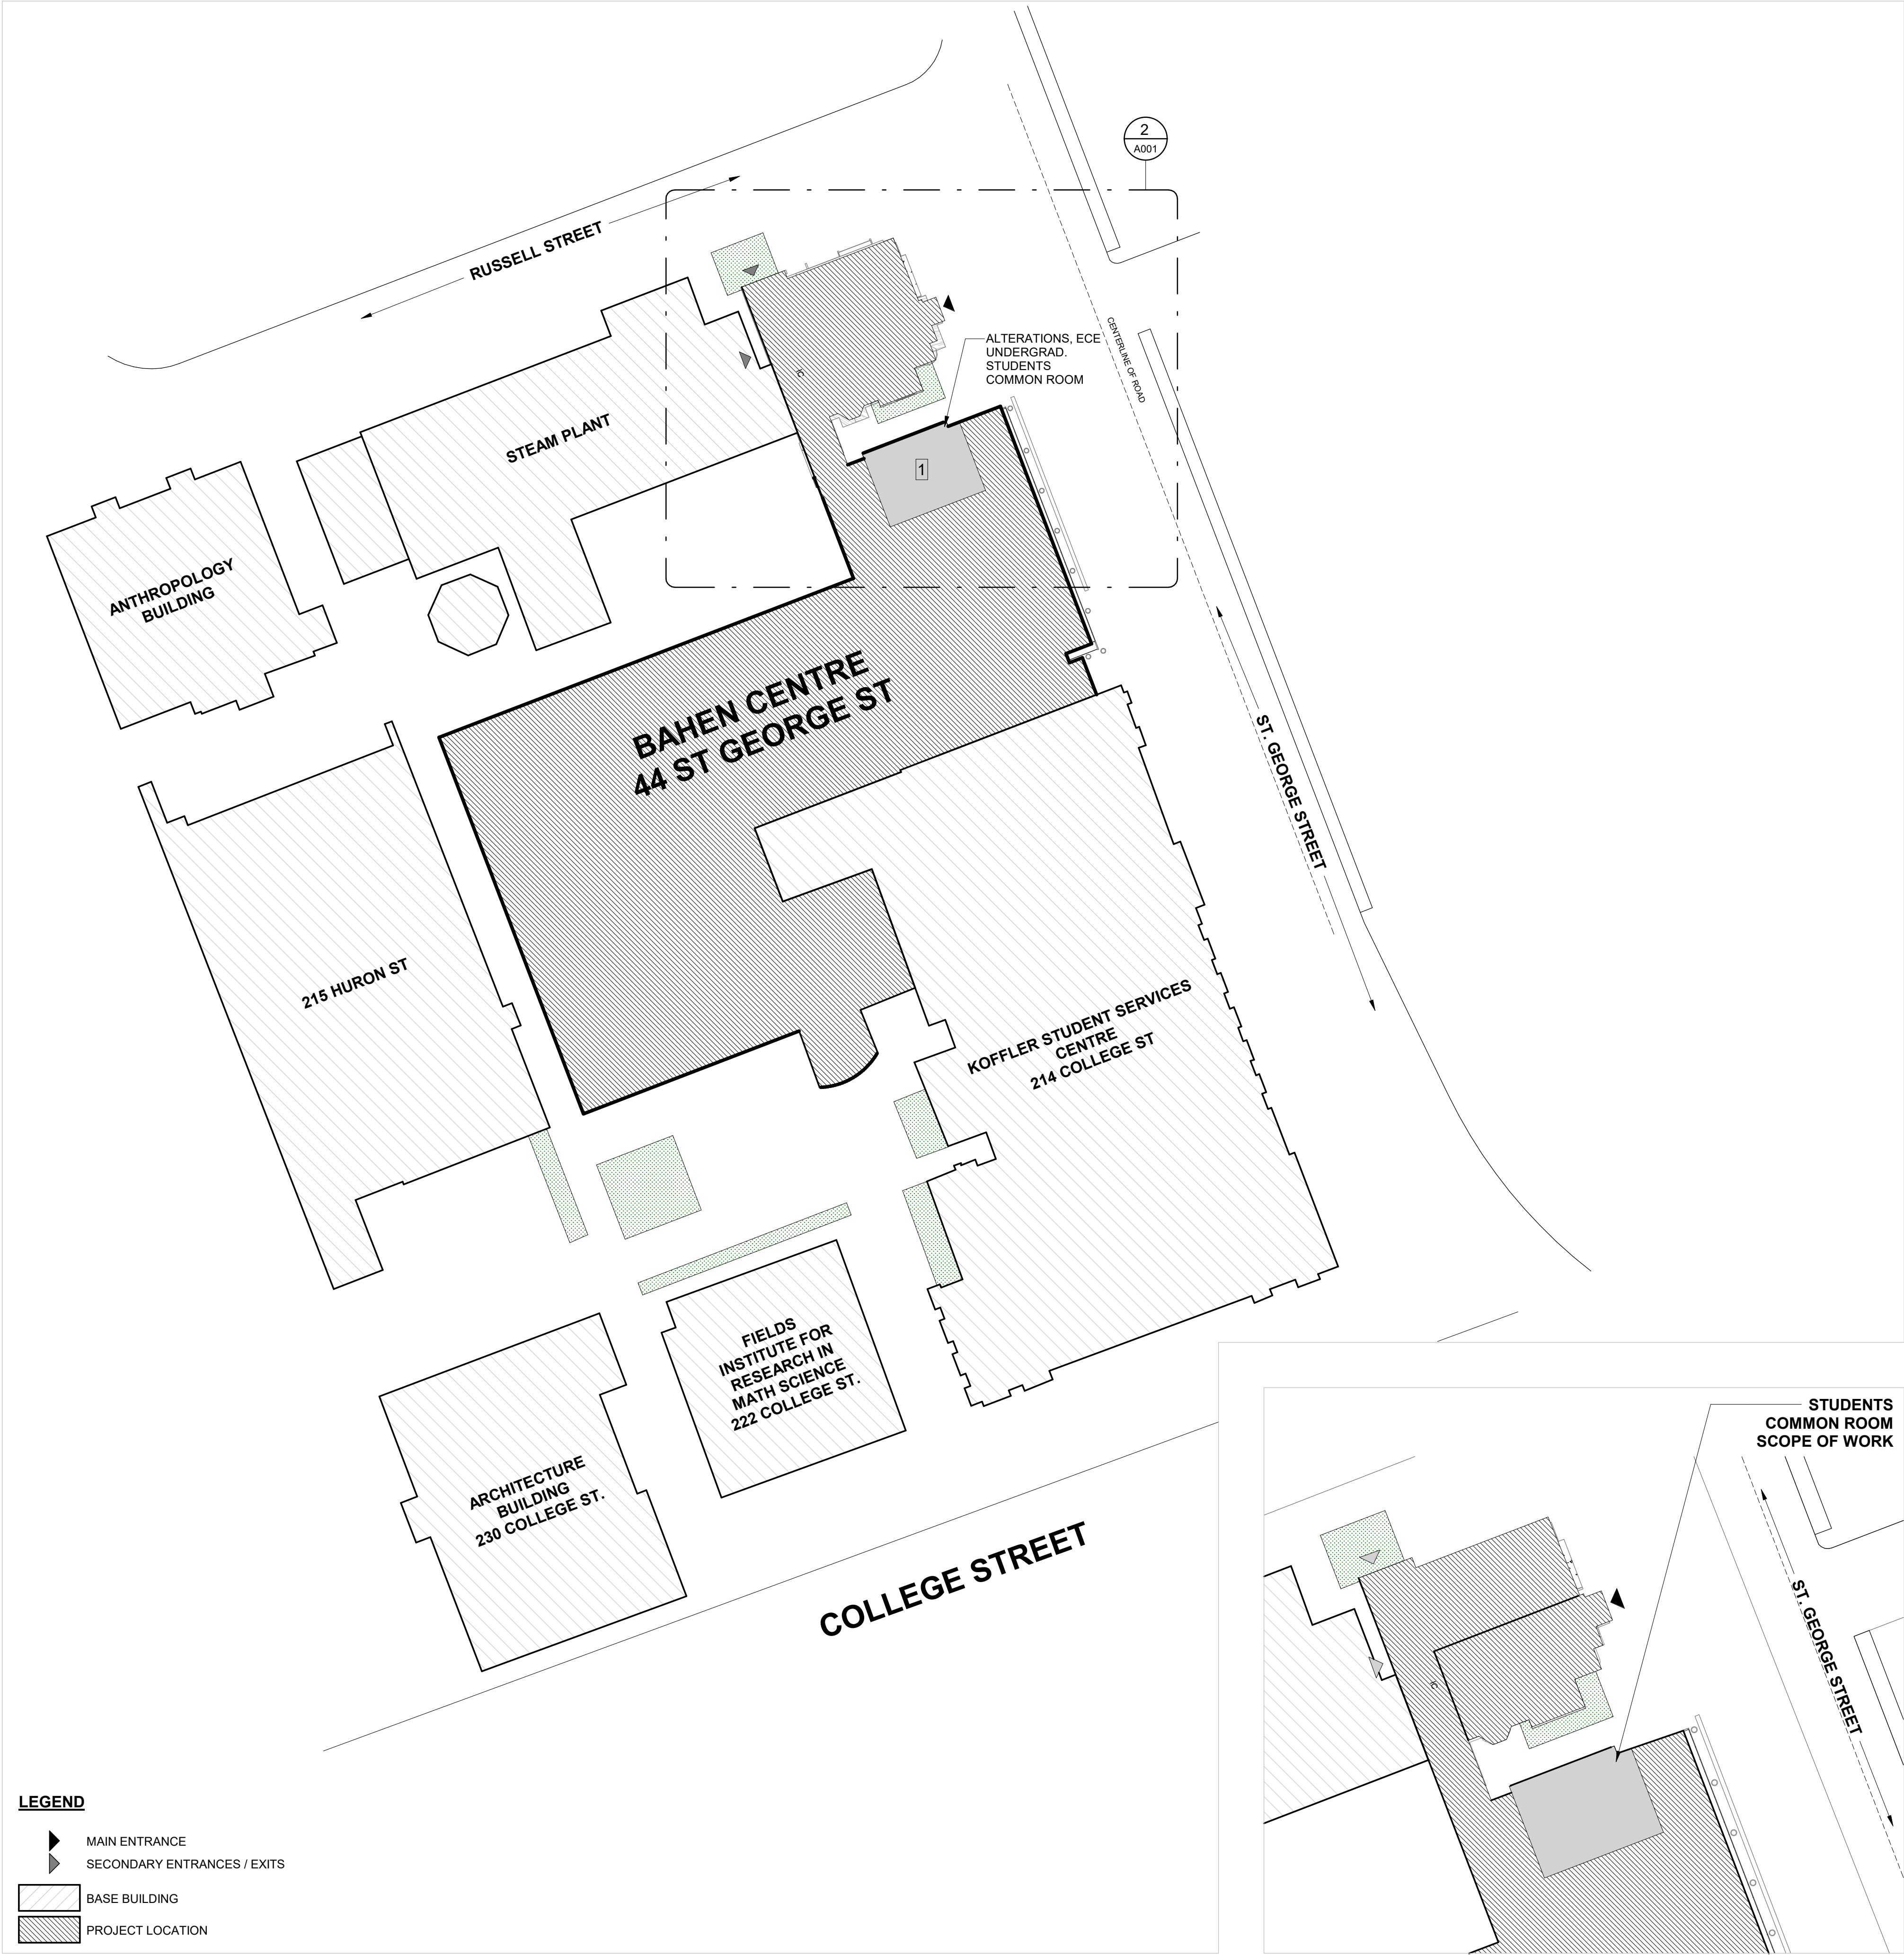 2
A001
RUSSELL STREET
ALTERATIONS, ECE
UNDERGRAD.
STUDENTS
COMMON ROOM
CENTERLINE OF ROAD
IC
STEAM PLANT
1
ANTHROPOLOGY
BUILDING
BAHEN CENTRE
44 ST GEORGE ST
ST. GEORGE STREET
215 HURON ST
KOFFLER STUDENT SERVICES
CENTRE
214 COLLEGE ST
FIELDS
INSTITUTE FOR
RESEARCH IN
MATH SCIENCE
222 COLLEGE ST.
ARCHITECTURE
BUILDING
230 COLLEGE ST.
COLLEGE STREET
STUDENTS
COMMON ROOM
SCOPE OF WORK
ST. GEORGE STREET
IC
LEGEND
MAIN ENTRANCE
SECONDARY ENTRANCES / EXITS
BASE BUILDING
PROJECT LOCATION